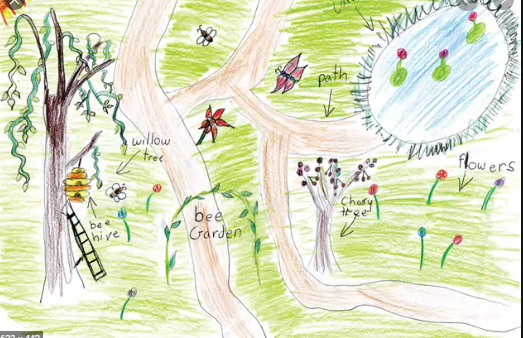 path
willow
tree
flowers
bee
hive
bee
Garden
Chary
tree